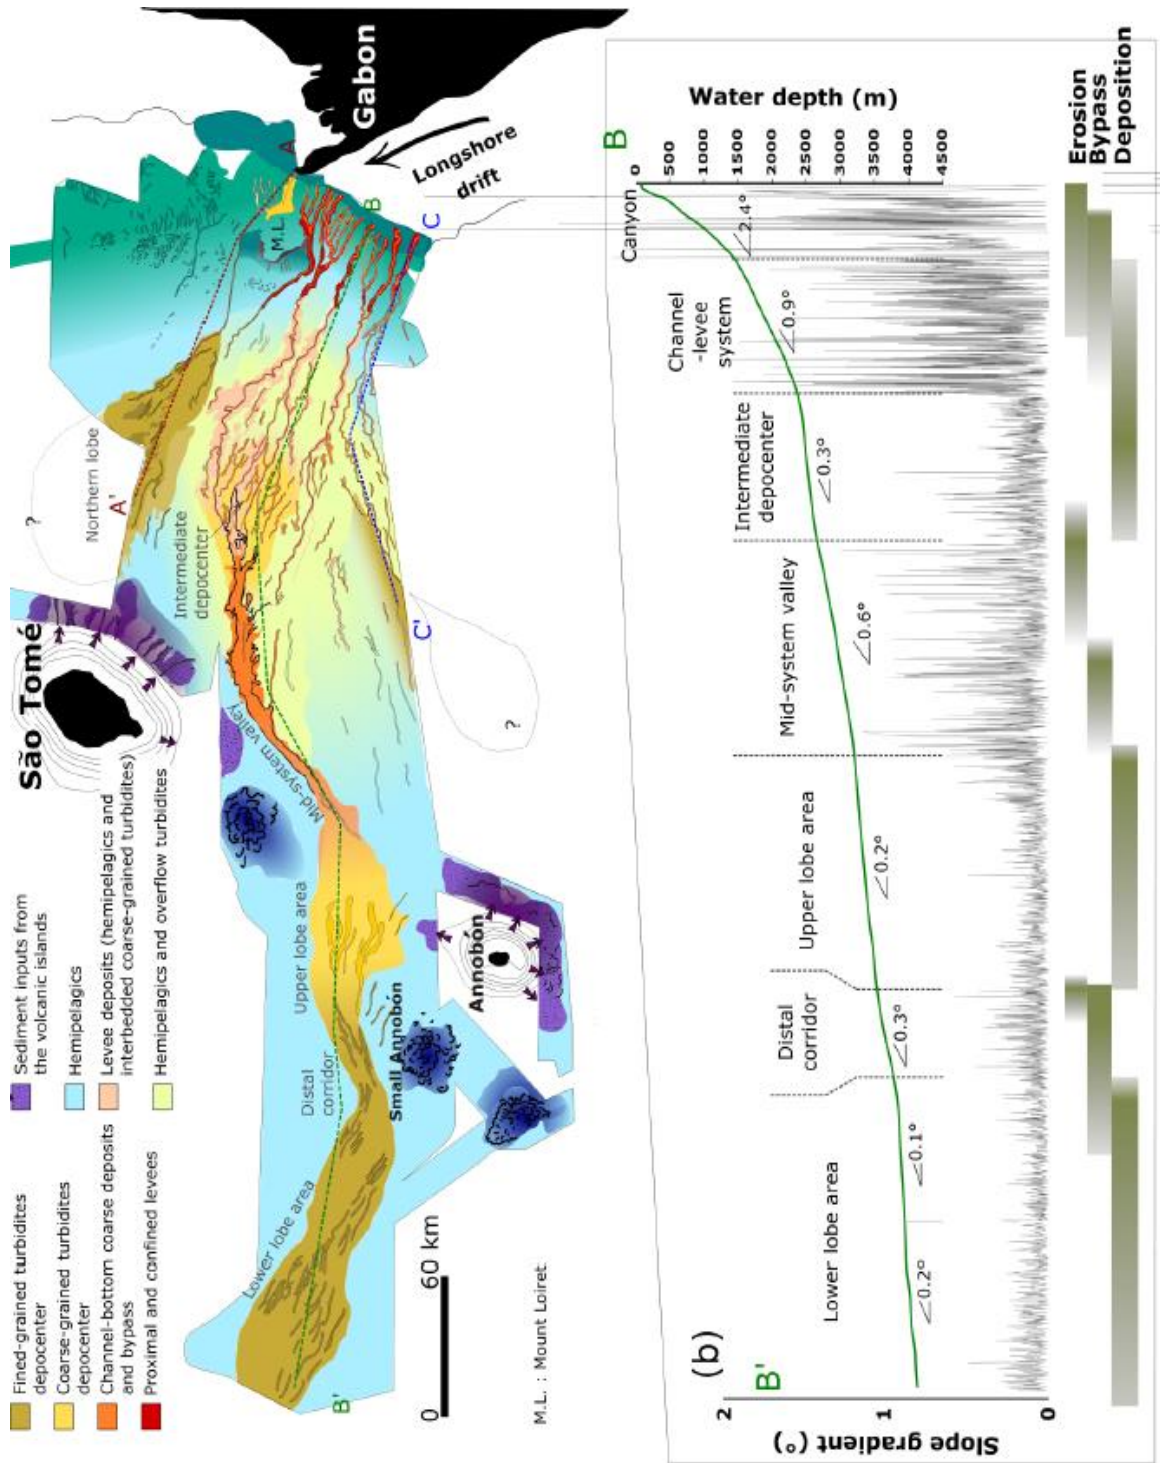 Gabon
Longshore
drift
A
B
C
M.L.
Northern lobe
A'
?
Intermediate
depocenter
São Tomé
C'
?
Mid-system valley
Upper lobe area
Annobón
Small Annobón
Distal
corridor
Lower lobe area
B'
Fined-grained turbidites
depocenter
Coarse-grained turbidites
depocenter
Channel-bottom coarse deposits
and bypass
Proximal and confined levees
Sediment inputs from
the volcanic islands
Hemipelagics
Levee deposits (hemipelagics and
interbedded coarse-grained turbidites)
Hemipelagics and overflow turbidites
0
60 km
M.L. : Mount Loiret.
(b)
B'
B
Water depth (m)
0
500
1000
1500
2000
2500
3000
3500
4000
4500
Slope gradient (°)
2
1
0
Lower lobe area
Distal
corridor
Upper lobe area
Mid-system valley
Intermediate
depocenter
Channel
-levee
system
Canyon
0.2°
0.1°
0.3°
0.2°
0.6°
0.3°
0.9°
2.4°
Erosion
Bypass
Deposition